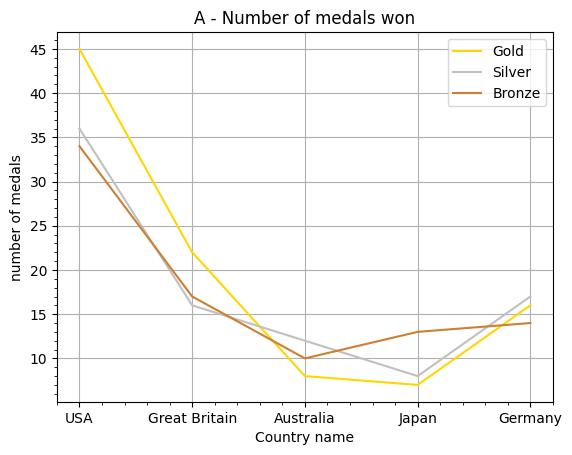 A - Number of medals won
Gold
Silver
Bronze
number of medals
45
40
35
30
25
20
15
10
USA
Great Britain
Australia
Japan
Germany
Country name